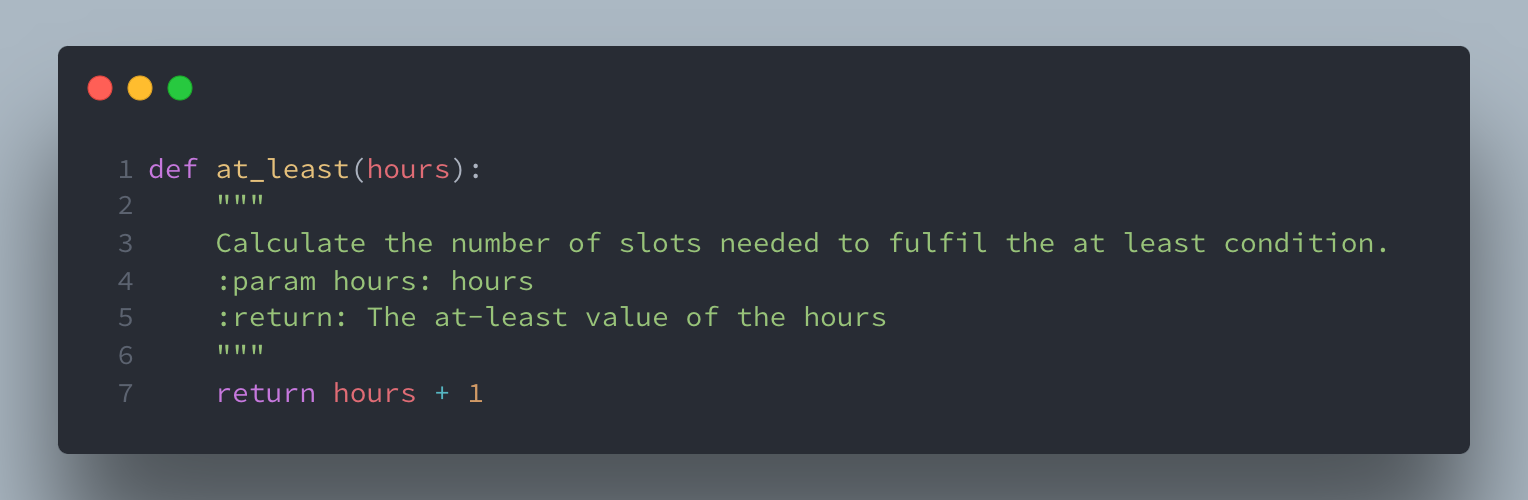 1 def at_least(hours):
2     """
3     Calculate the number of slots needed to fulfil the at least condition.
4     :param hours: hours
5     :return: The at-least value of the hours
6     """
7     return hours + 1